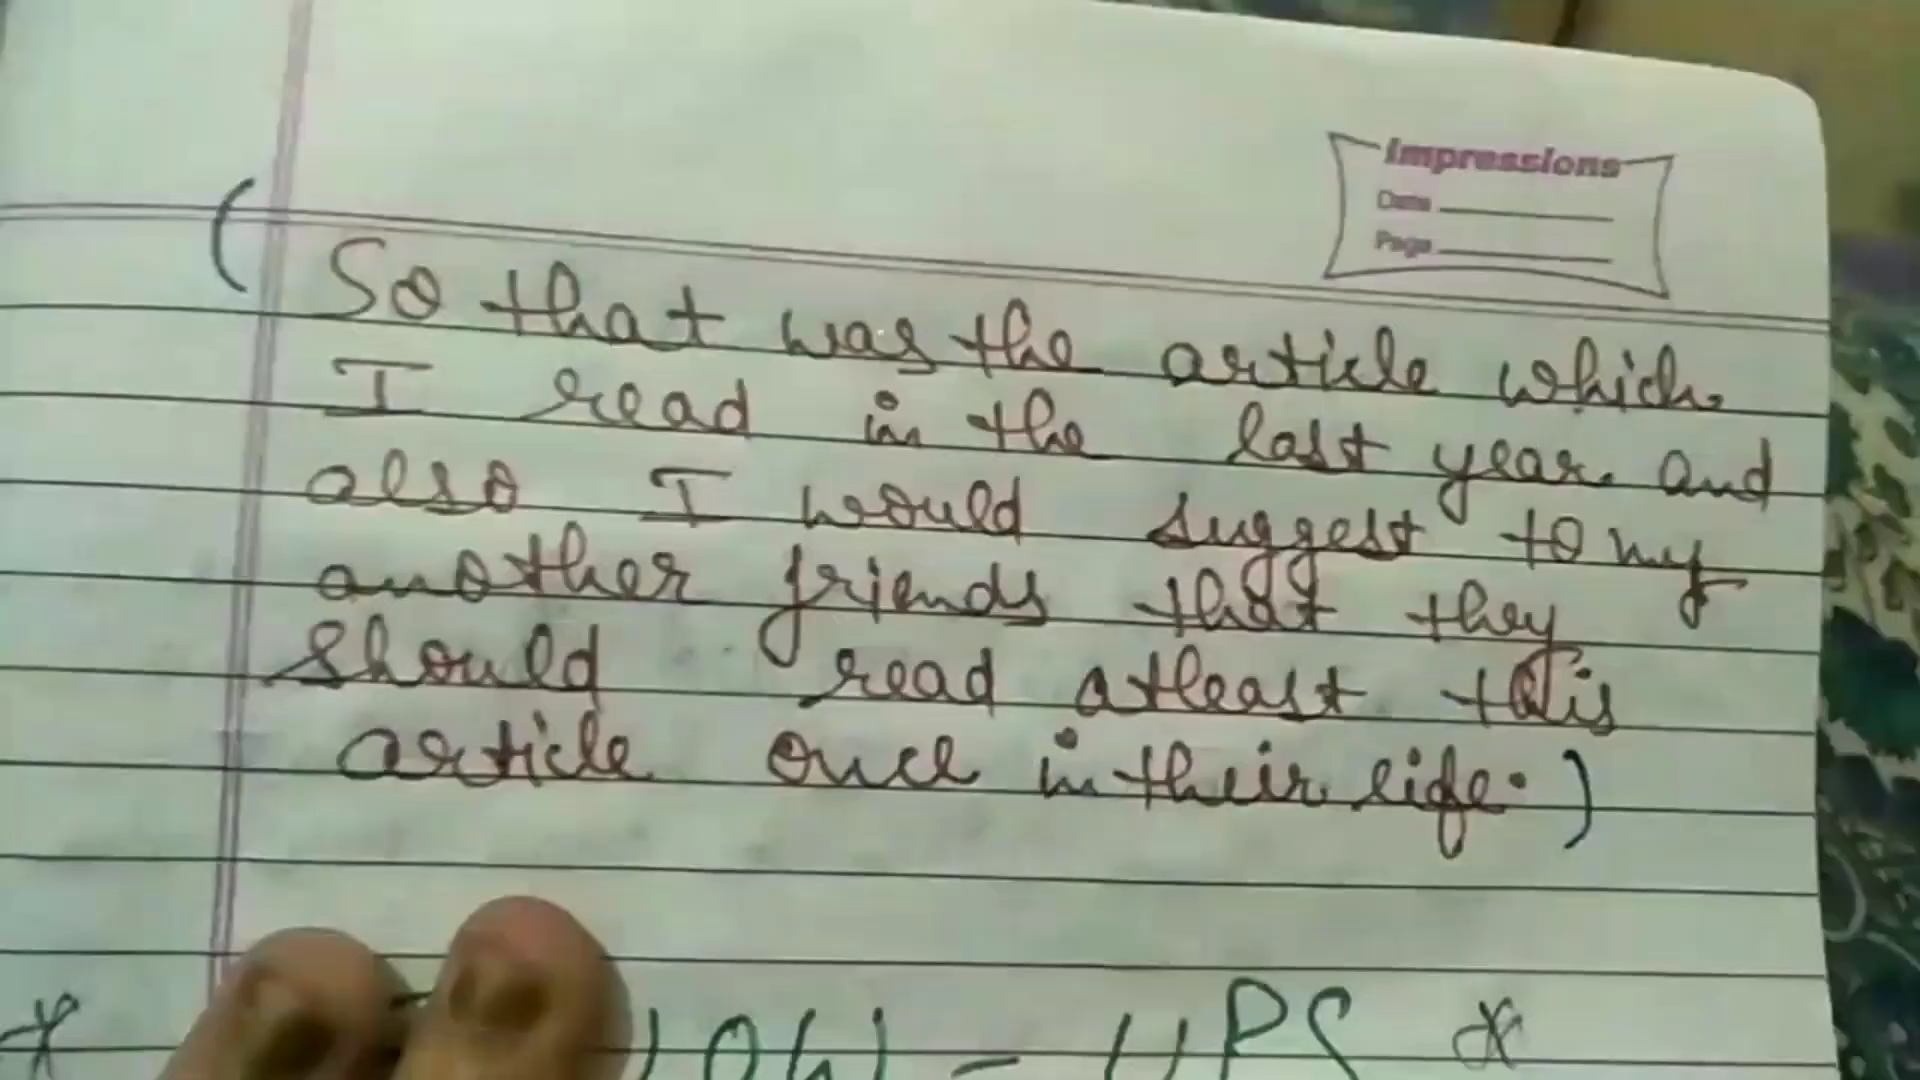 Impressions
Date
Page
(So that was the article which
I read in the last year. and
also I would suggest to my
another friends that they
should read atleast this
article once in their life.)
* - UPS *